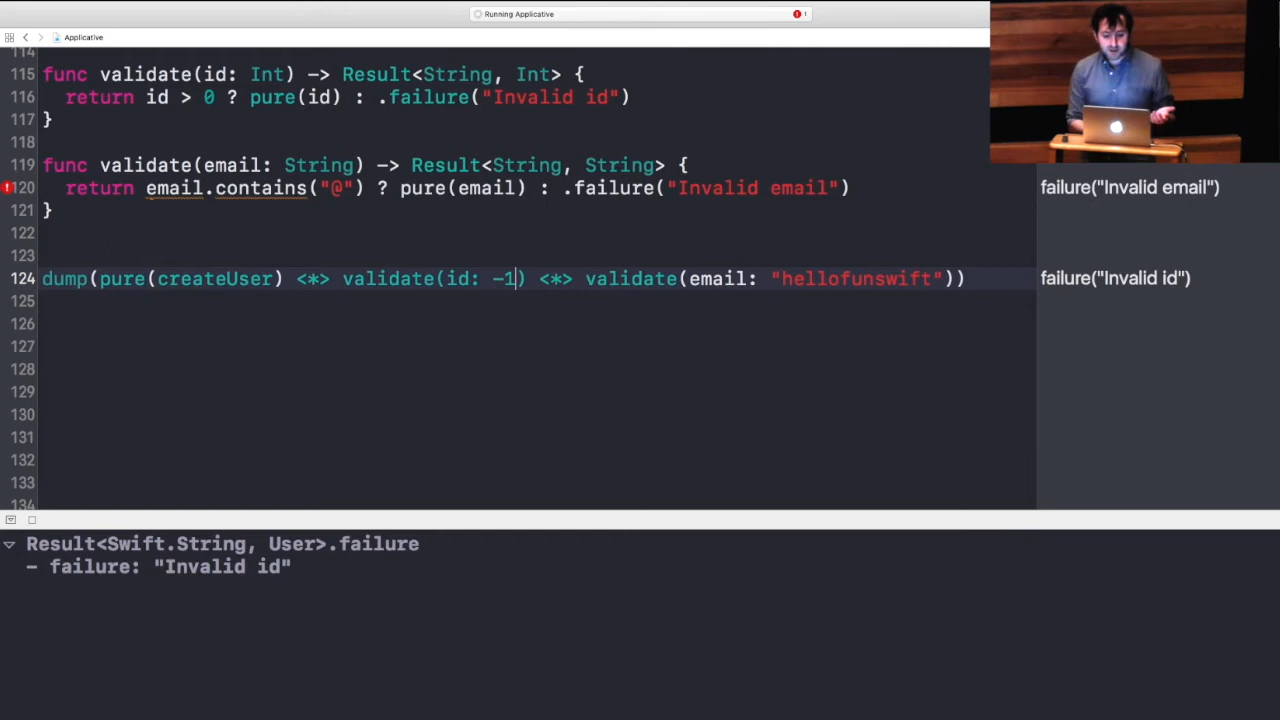 Running Applicative
1
Applicative
114
115 func validate(id: Int) -> Result<String, Int> {
116 return id > 0 ? pure(id) : .failure("Invalid id")
117 }
118
119 func validate(email: String) -> Result<String, String> {
120 return email.contains("@") ? pure(email) : .failure("Invalid email")
failure("Invalid email")
121 }
122
123
124 dump(pure(createUser) <*> validate(id: -1) <*> validate(email: "hellofunswift"))
failure("Invalid id")
125
126
127
128
129
130
131
132
133
134
Result<Swift.String, User>.failure
- failure: "Invalid id"